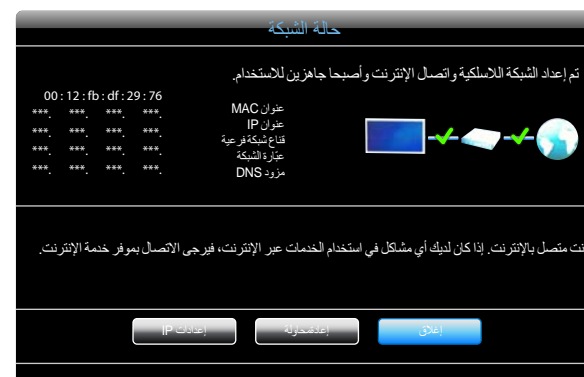 حالة الشبكة
تم إعداد الشبكة اللاسلكية واتصال الإنترنت وأصبحا جاهزين للاستخدام.
عنوان MAC 00:12:fb:df:29:76
عنوان IP ***. ***. ***. ***.
قناع شبكة فرعية ***. ***. ***. ***.
عبّارة الشبكة ***. ***. ***. ***.
مزود DNS ***. ***. ***. ***.
نت متصل بالإنترنت. إذا كان لديك أي مشاكل في استخدام الخدمات عبر الإنترنت، فيرجى الاتصال بموفر خدمة الإنترنت.
إغلاق إعادة محاولة إعدادات IP